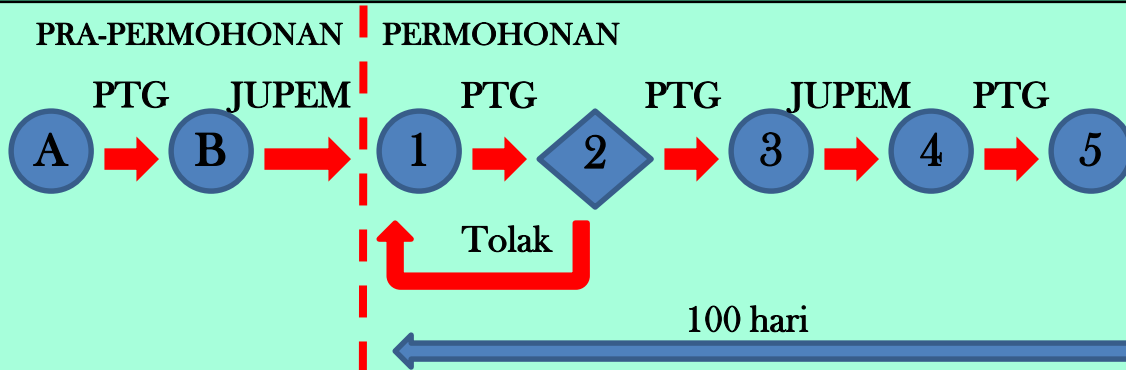 PRA-PERMOHONAN PERMOHONAN
PTG JUPEM PTG PTG JUPEM PTG
A B 1 2 3 4 5
Tolak
100 hari